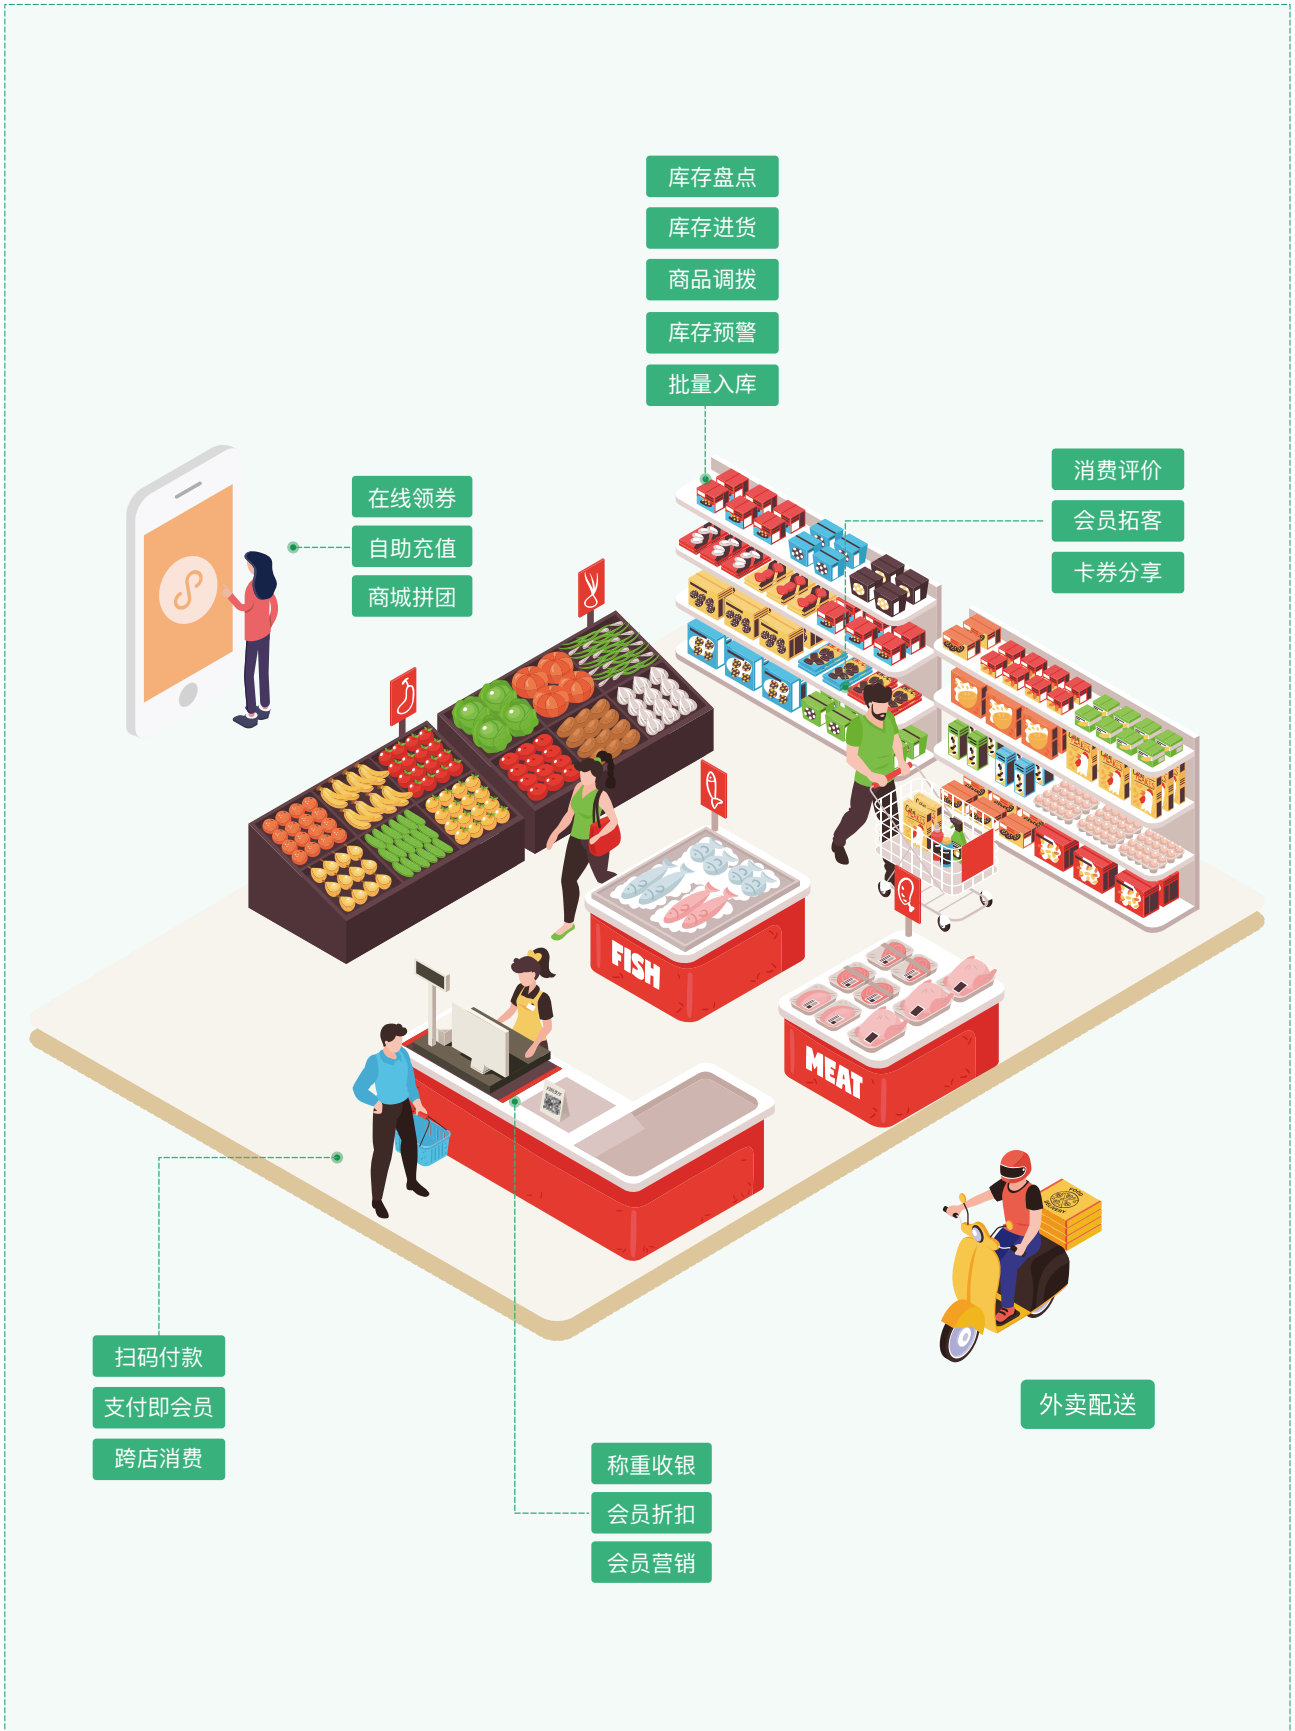 库存盘点
库存进货
商品调拨
库存预警
批量入库
消费评价
会员拓客
卡券分享
在线领券
自助充值
商城拼团
FISH
MEAT
FOOD
DELIVERY
扫码付款
支付即会员
跨店消费
外卖配送
称重收银
会员折扣
会员营销